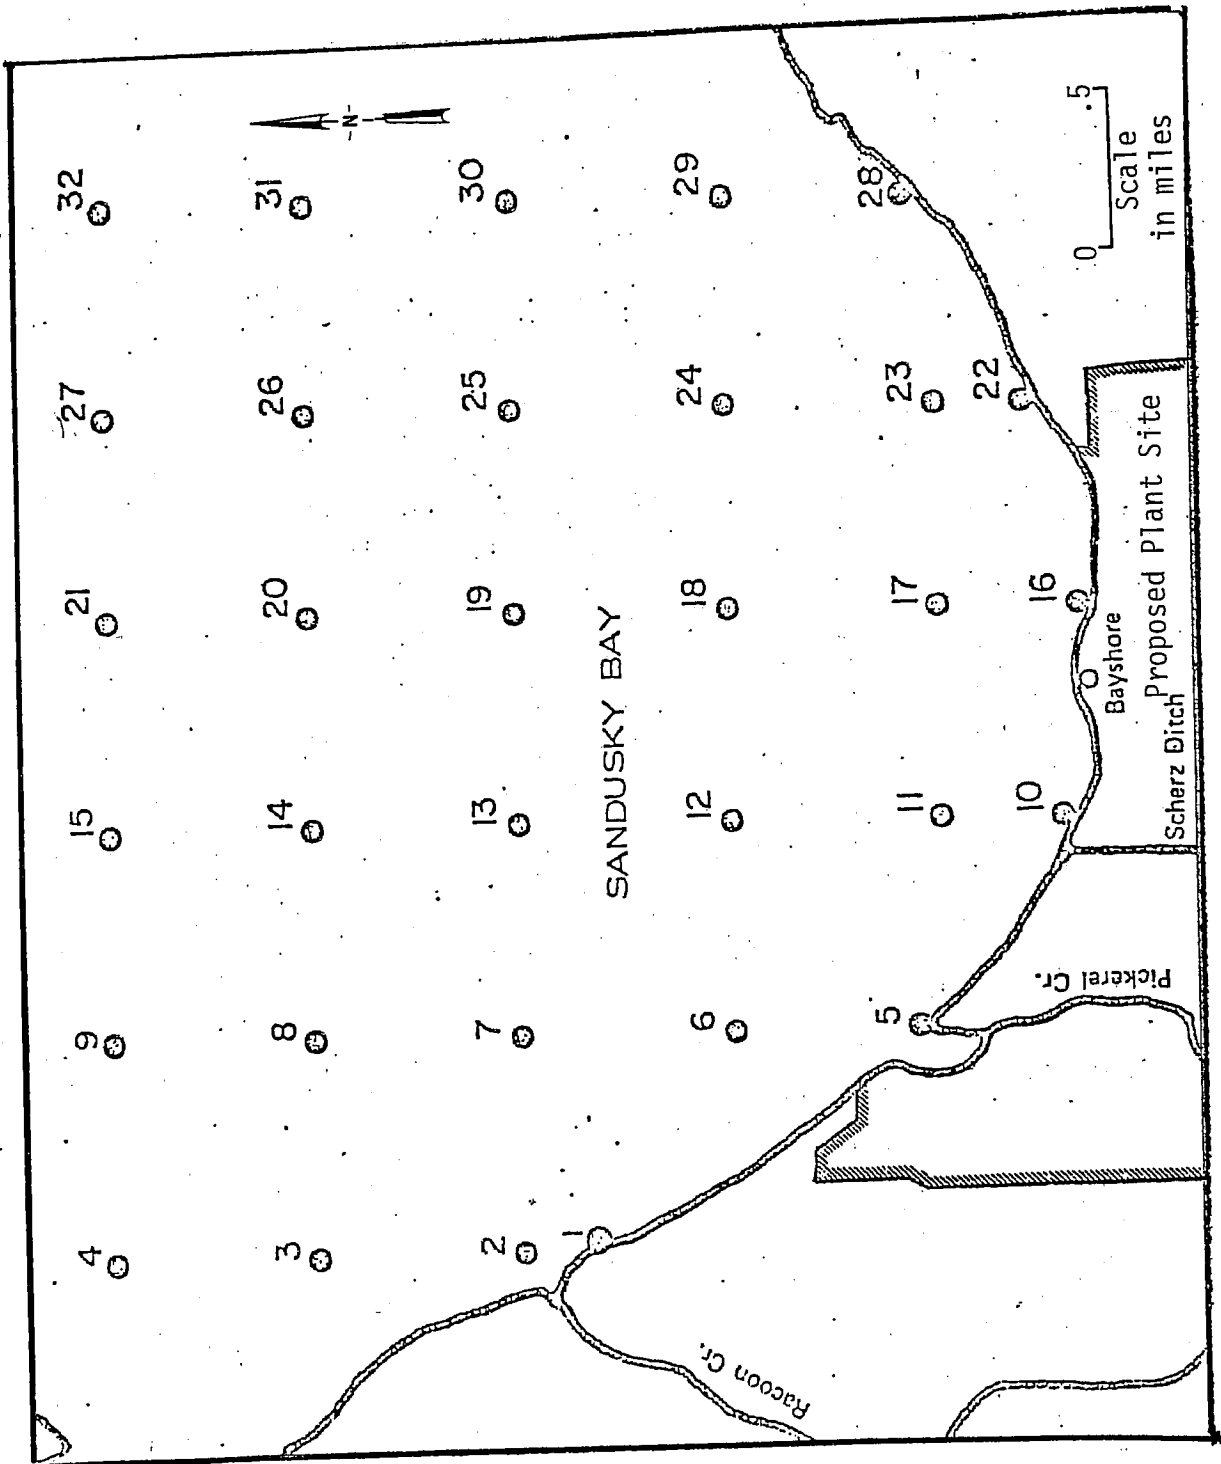 4 9 15 21 27 32
3 8 14 20 26 31
-N-
2 7 13 19 25 30
1
SANDUSKY BAY
6 12 18 24 29
5 11 17 23 28
10 16 22
Racoon Cr.
Pickerel Cr.
0 .5
Scale
in miles
Bayshore
Proposed Plant Site
Scherz Ditch